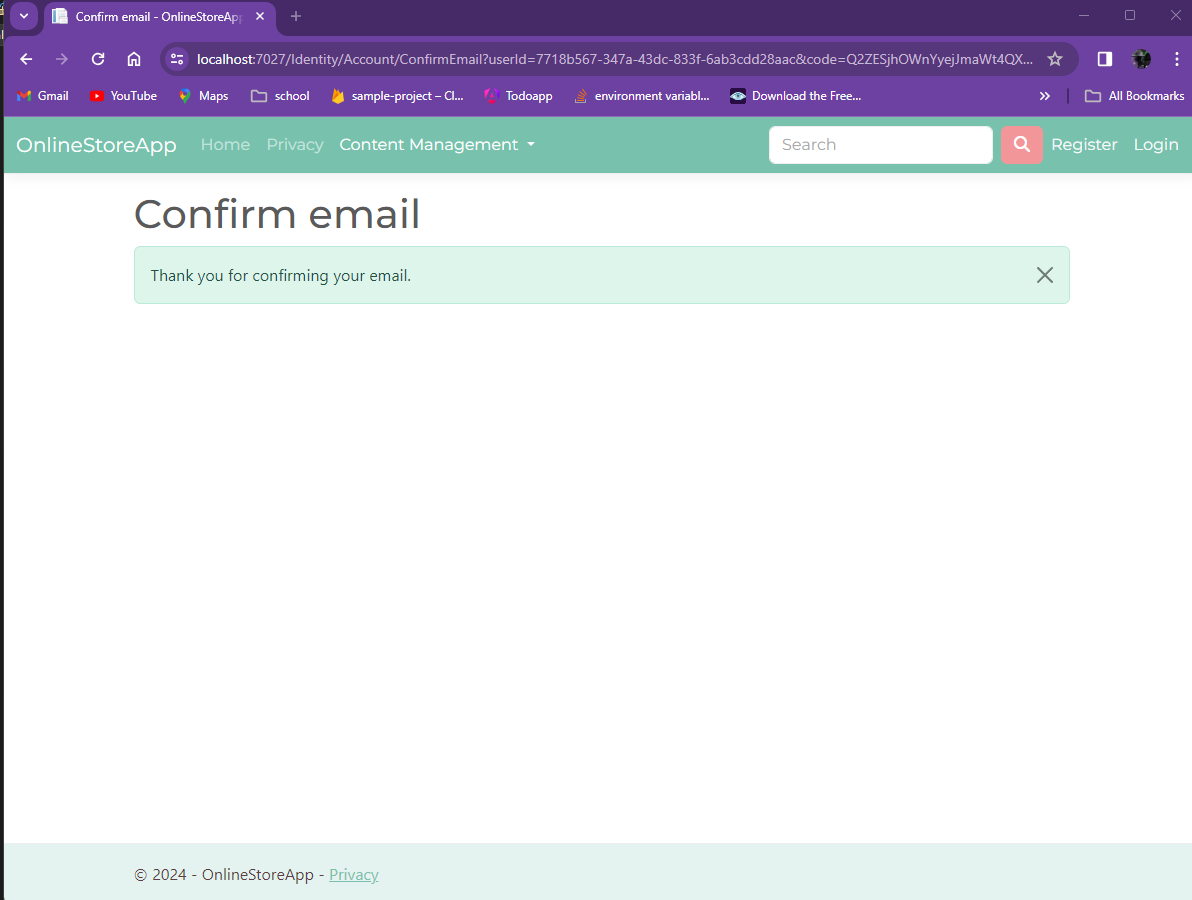 Confirm email - OnlineStoreApp
localhost:7027/Identity/Account/ConfirmEmail?userId=7718b567-347a-43dc-833f-6ab3cdd28aac&code=Q2ZESjhOWnYyejJmaWt4QX...
Gmail YouTube Maps school sample-project – Cl... Todoapp environment variabl... Download the Free... All Bookmarks
OnlineStoreApp Home Privacy Content Management Search Register Login
Confirm email
Thank you for confirming your email.
© 2024 - OnlineStoreApp - Privacy